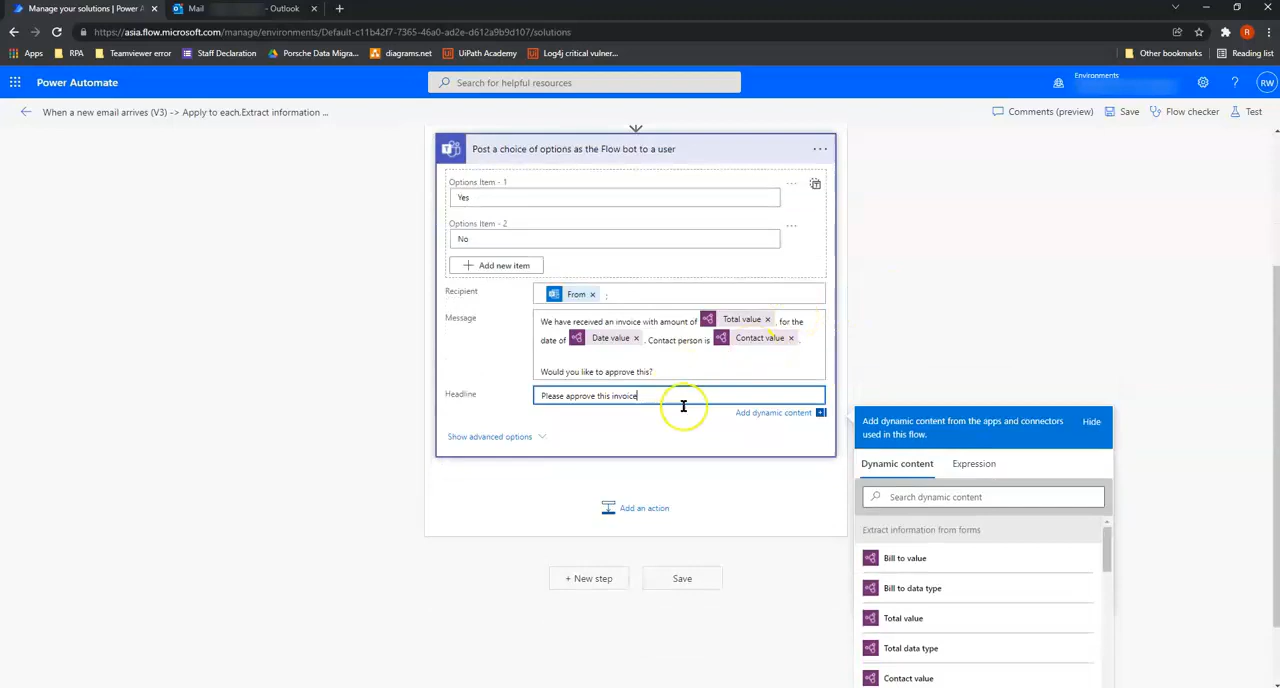 Manage your solutions | Power A ×
Mail - Outlook ×
https://asia.flow.microsoft.com/manage/environments/Default-c11b42f7-7365-46a0-ad2e-d612a9b9d107/solutions
R
Apps RPA Teamviewer error Staff Declaration Porsche Data Migra... diagrams.net UiPath Academy Log4j critical vulner... Other bookmarks Reading list
Power Automate
Search for helpful resources
Environments
? RW
When a new email arrives (V3) -> Apply to each.Extract information ...
Comments (preview) Save Flow checker Test
Post a choice of options as the Flow bot to a user ...
Options Item - 1 ...
Yes
Options Item - 2 ...
No
+ Add new item
Recipient From × ;
Message We have received an invoice with amount of Total value × , for the
date of Date value × . Contact person is Contact value × .
Would you like to approve this?
Headline Please approve this invoice
Add dynamic content
Show advanced options
Add an action
+ New step Save
Add dynamic content from the apps and connectors
used in this flow.
Hide
Dynamic content Expression
Search dynamic content
Extract information from forms
Bill to value
Bill to data type
Total value
Total data type
Contact value